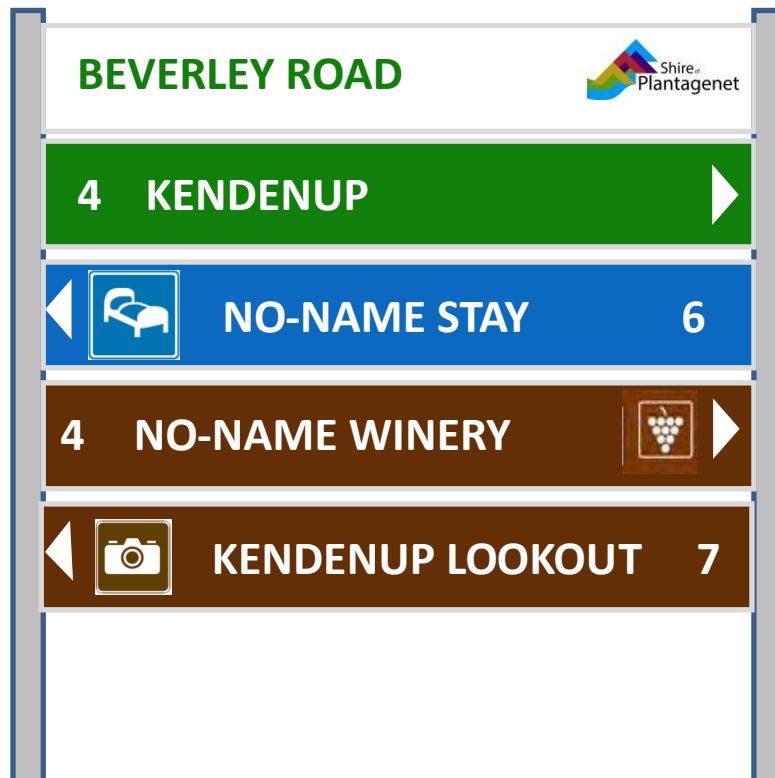 BEVERLEY ROAD
Shire of
Plantagenet
4 KENDENUP
NO-NAME STAY 6
4 NO-NAME WINERY
KENDENUP LOOKOUT 7